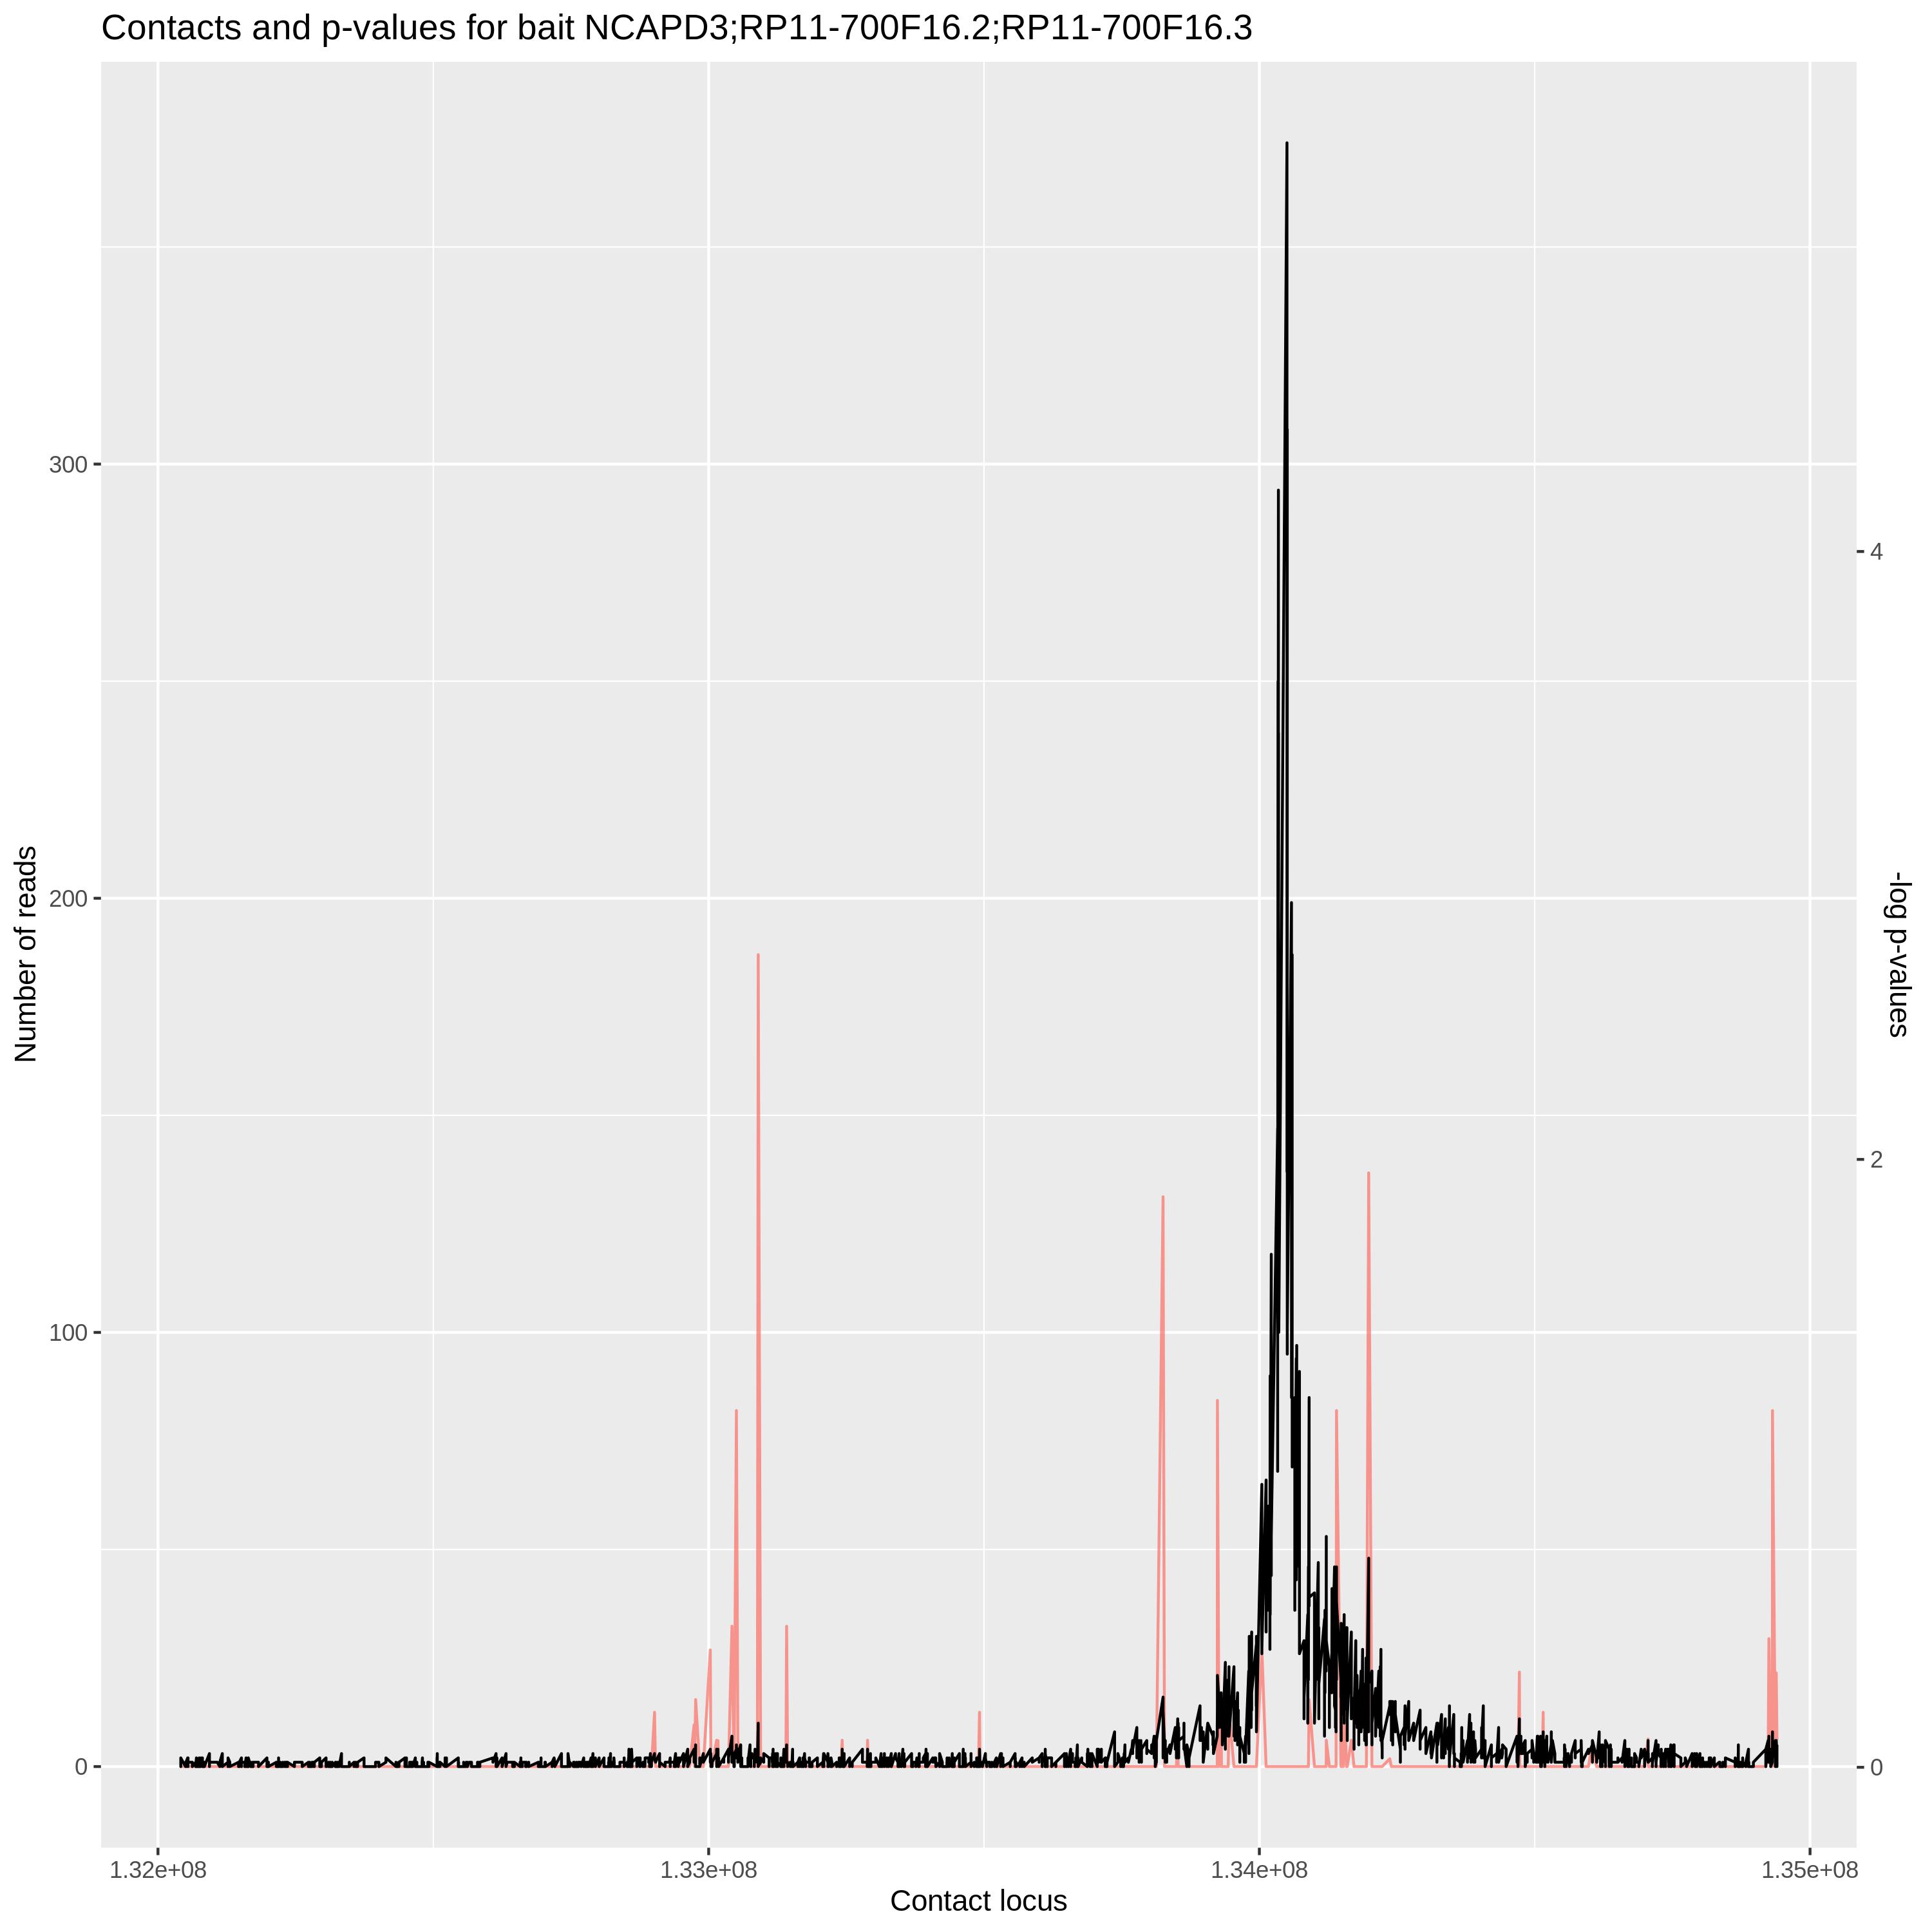 Contacts and p-values for bait NCAPD3;RP11-700F16.2;RP11-700F16.3
300
200
100
0
Number of reads
4
2
0
-log p-values
1.32e+08
1.33e+08
1.34e+08
1.35e+08
Contact locus